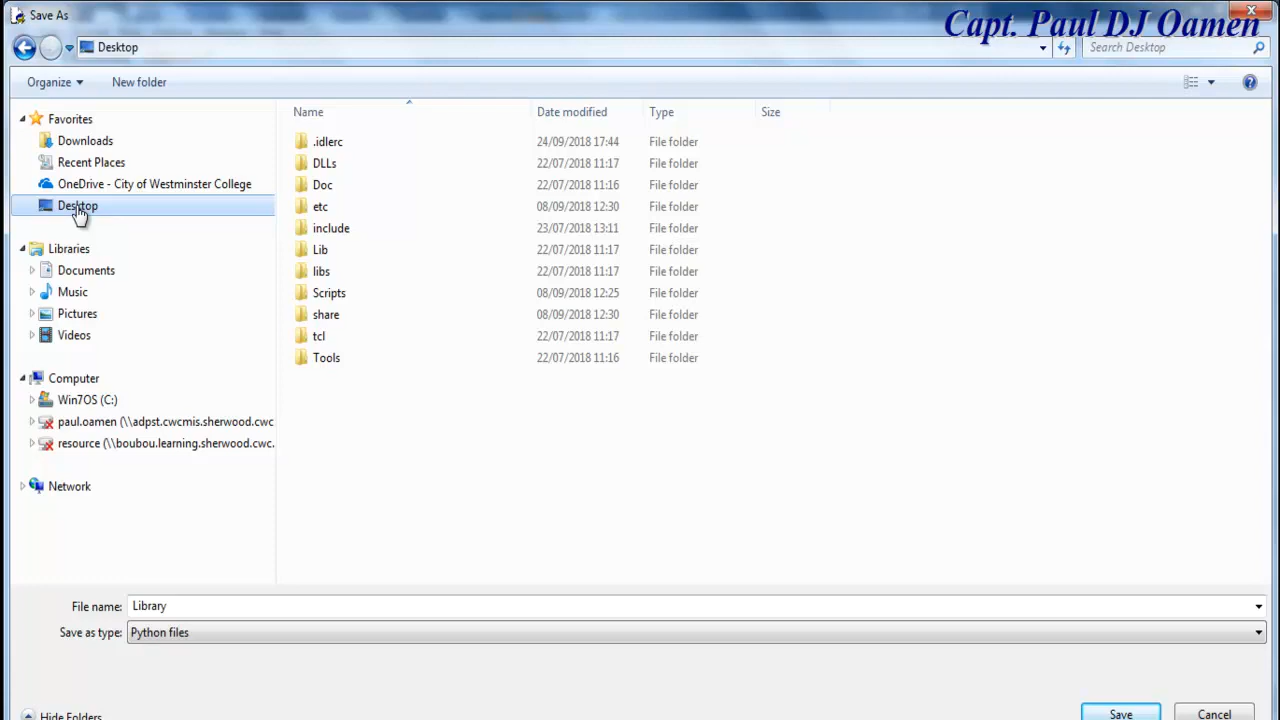 Save As
Capt. Paul DJ Oamen
Desktop
Search Desktop
Organize
New folder
Name Date modified Type Size
Favorites
Downloads
Recent Places
OneDrive - City of Westminster College
Desktop
Libraries
Documents
Music
Pictures
Videos
Computer
Win7OS (C:)
paul.oamen (\\adpst.cwcmis.sherwood.cwc
resource (\\boubou.learning.sherwood.cwc.
Network
.idlerc 24/09/2018 17:44 File folder
DLLs 22/07/2018 11:17 File folder
Doc 22/07/2018 11:16 File folder
etc 08/09/2018 12:30 File folder
include 23/07/2018 13:11 File folder
Lib 22/07/2018 11:17 File folder
libs 22/07/2018 11:17 File folder
Scripts 08/09/2018 12:25 File folder
share 08/09/2018 12:30 File folder
tcl 22/07/2018 11:17 File folder
Tools 22/07/2018 11:16 File folder
File name: Library
Save as type: Python files
Hide Folders
Save
Cancel